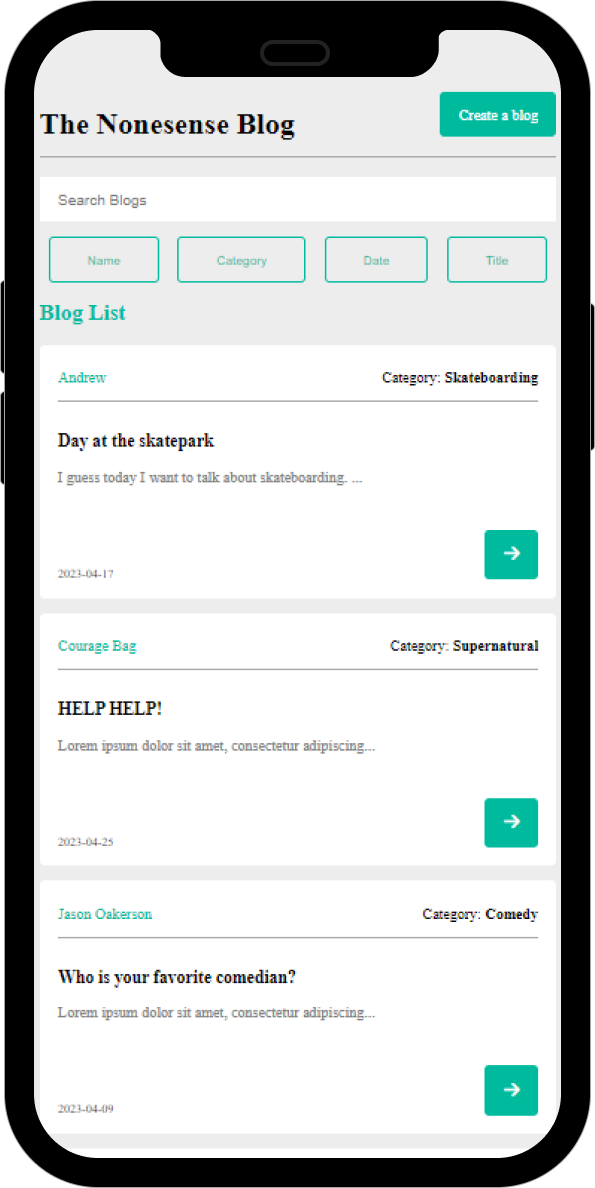 The Nonesense Blog
Create a blog
Search Blogs
Name Category Date Title
Blog List
Andrew Category: Skateboarding
Day at the skatepark
I guess today I want to talk about skateboarding. ...
2023-04-17
Courage Bag Category: Supernatural
HELP HELP!
Lorem ipsum dolor sit amet, consectetur adipiscing...
2023-04-25
Jason Oakerson Category: Comedy
Who is your favorite comedian?
Lorem ipsum dolor sit amet, consectetur adipiscing...
2023-04-09